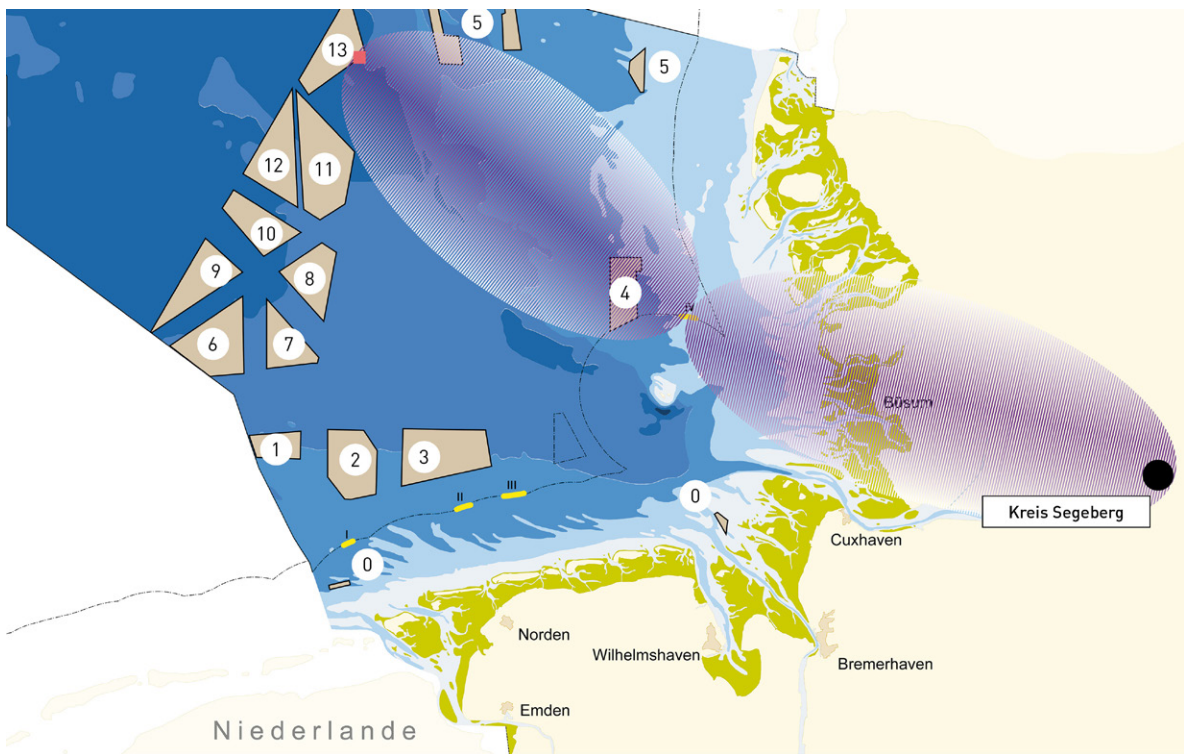 5
13
5
12
11
10
9
8
4
6
7
IV
Büsum
1
2
3
II
III
0
Kreis Segeberg
I
Cuxhaven
0
Norden
Wilhelmshaven
Bremerhaven
Emden
Niederlande